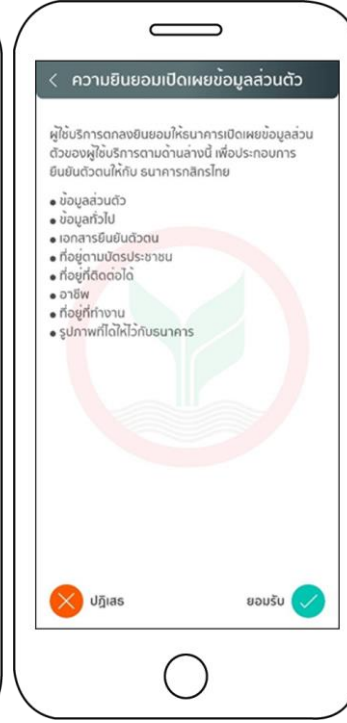 ความยินยอมเปิดเผยข้อมูลส่วนตัว
ผู้ใช้บริการตกลงยินยอมให้ธนาคารเปิดเผยข้อมูลส่วน
ตัวของผู้ใช้บริการตามด้านล่างนี้ เพื่อประกอบการ
ยืนยันตัวตนให้กับ ธนาคารกสิกรไทย
• ข้อมูลส่วนตัว
• ข้อมูลทั่วไป
• เอกสารยืนยันตัวตน
• ที่อยู่ตามบัตรประชาชน
• ที่อยู่ที่ติดต่อได้
• อาชีพ
• ที่อยู่ที่ทำงาน
• รูปภาพที่ได้ให้ไว้กับธนาคาร
ปฏิเสธ
ยอมรับ